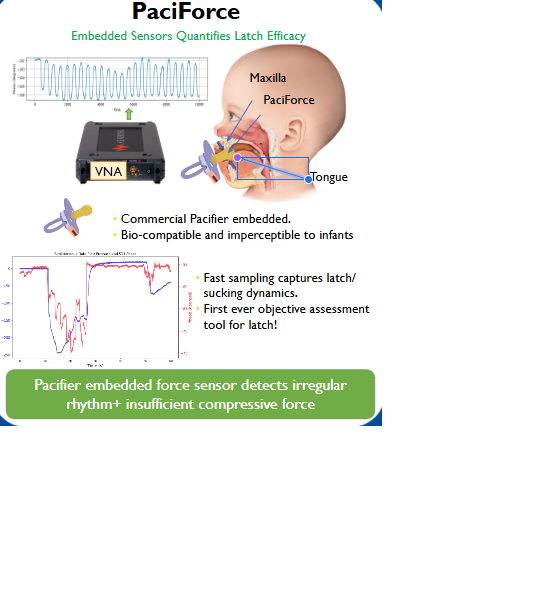 PaciForce
Embedded Sensors Quantifies Latch Efficacy
Maxilla
PaciForce
Tongue
VNA
Commercial Pacifier embedded.
Bio-compatible and imperceptible to infants
Fast sampling captures latch/
sucking dynamics.
First ever objective assessment
tool for latch!
Time (s)
Pacifier embedded force sensor detects irregular
rhythm+ insufficient compressive force